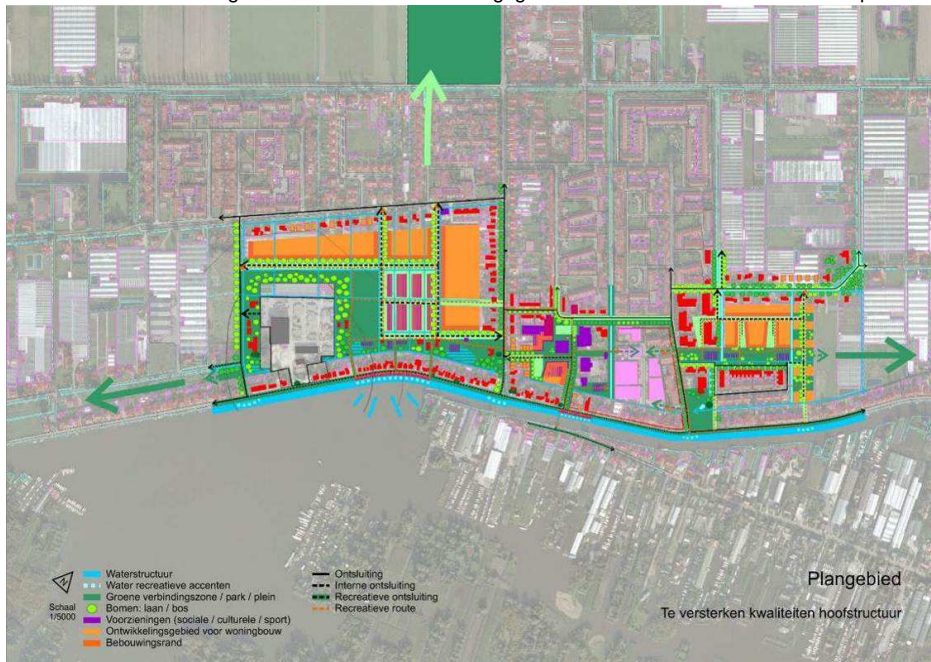 Waterstructuur
Water recreatieve accenten
Groene verbindingszone / park / plein
Bomen: laan / bos
Voorzieningen (sociale / culturele / sport)
Ontwikkelingsgebied voor woningbouw
Bebouwingsrand
Ontsluiting
Interne ontsluiting
Recreatieve ontsluiting
Recreatieve route
N
Schaal
1/5000
Plangebied
Te versterken kwaliteiten hoofstructuur